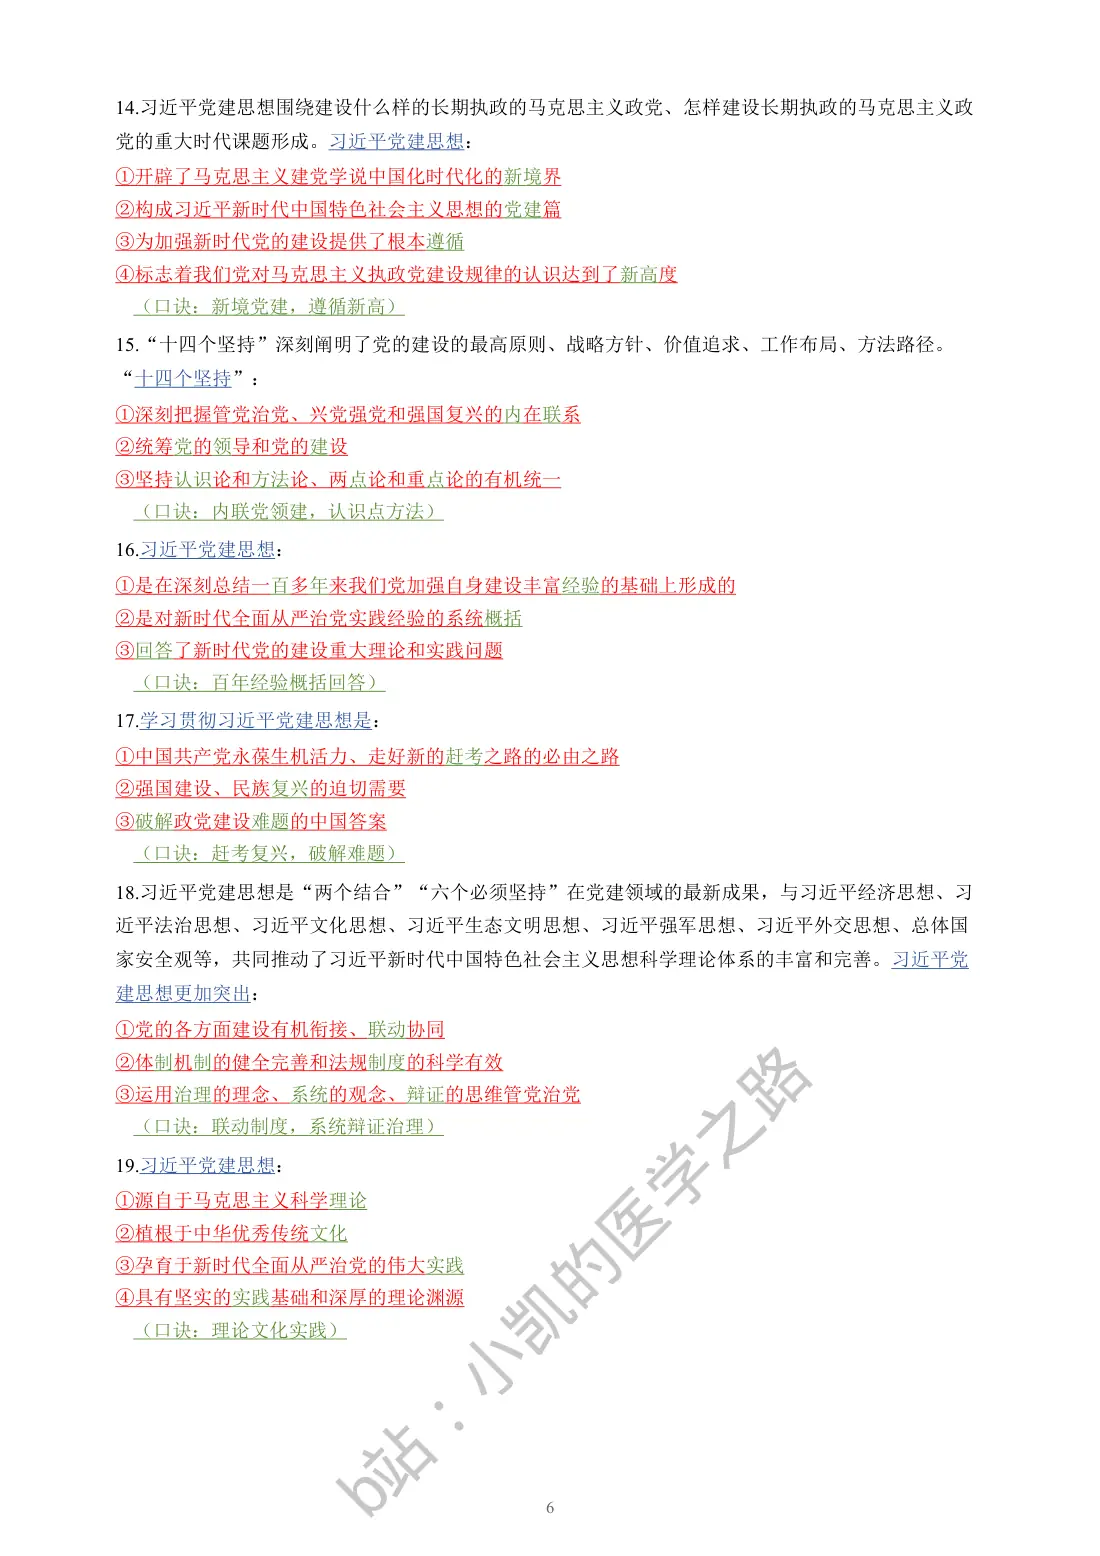 14.习近平党建思想围绕建设什么样的长期执政的马克思主义政党、怎样建设长期执政的马克思主义政
党的重大时代课题形成。习近平党建思想：
①开辟了马克思主义建党学说中国化时代化的新境界
②构成习近平新时代中国特色社会主义思想的党建篇
③为加强新时代党的建设提供了根本遵循
④标志着我们党对马克思主义执政党建设规律的认识达到了新高度
（口诀：新境党建，遵循新高）
15.“十四个坚持”深刻阐明了党的建设的最高原则、战略方针、价值追求、工作布局、方法路径。
“十四个坚持”：
①深刻把握管党治党、兴党强党和强国复兴的内在联系
②统筹党的领导和党的建设
③坚持认识论和方法论、两点论和重点论的有机统一
（口诀：内联党领建，认识点方法）
16.习近平党建思想：
①是在深刻总结一百多年来我们党加强自身建设丰富经验的基础上形成的
②是对新时代全面从严治党实践经验的系统概括
③回答了新时代党的建设重大理论和实践问题
（口诀：百年经验概括回答）
17.学习贯彻习近平党建思想是：
①中国共产党永葆生机活力、走好新的赶考之路的必由之路
②强国建设、民族复兴的迫切需要
③破解政党建设难题的中国答案
（口诀：赶考复兴，破解难题）
18.习近平党建思想是“两个结合”“六个必须坚持”在党建领域的最新成果，与习近平经济思想、习
近平法治思想、习近平文化思想、习近平生态文明思想、习近平强军思想、习近平外交思想、总体国
家安全观等，共同推动了习近平新时代中国特色社会主义思想科学理论体系的丰富和完善。习近平党
建思想更加突出：
①党的各方面建设有机衔接、联动协同
②体制机制的健全完善和法规制度的科学有效
③运用治理的理念、系统的观念、辩证的思维管党治党
（口诀：联动制度，系统辩证治理）
19.习近平党建思想：
①源自于马克思主义科学理论
②植根于中华优秀传统文化
③孕育于新时代全面从严治党的伟大实践
④具有坚实的实践基础和深厚的理论渊源
（口诀：理论文化实践）
b站：小凯的医学之路
6